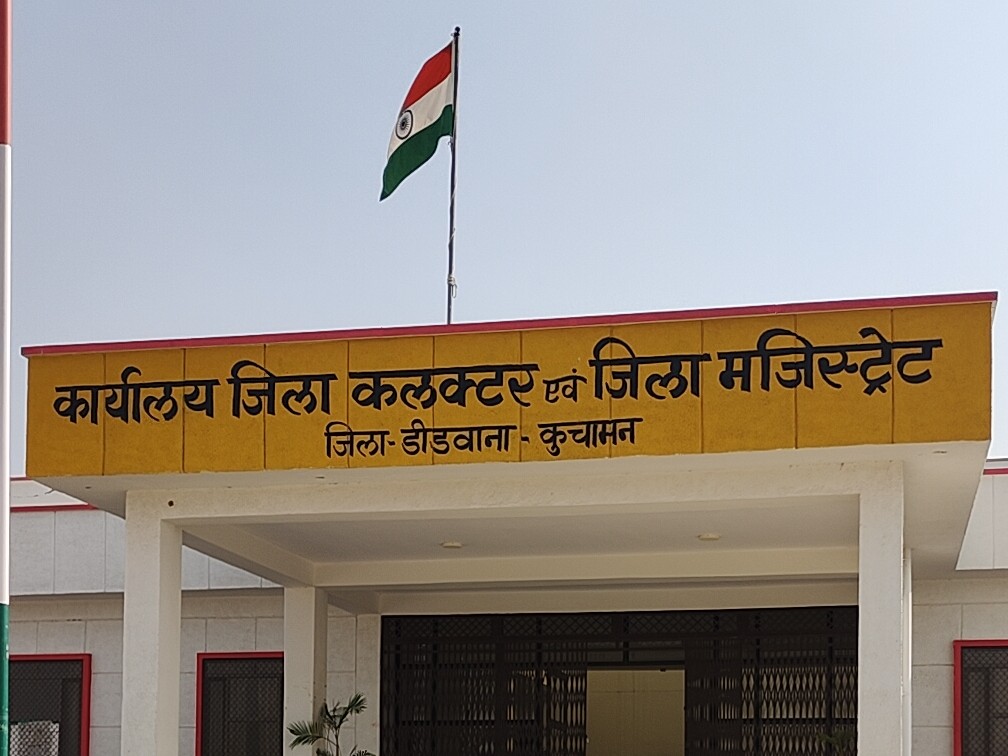 कार्यालय जिला कलक्टर एवं जिला मजिस्ट्रेट
जिला- डीडवाना - कुचामन